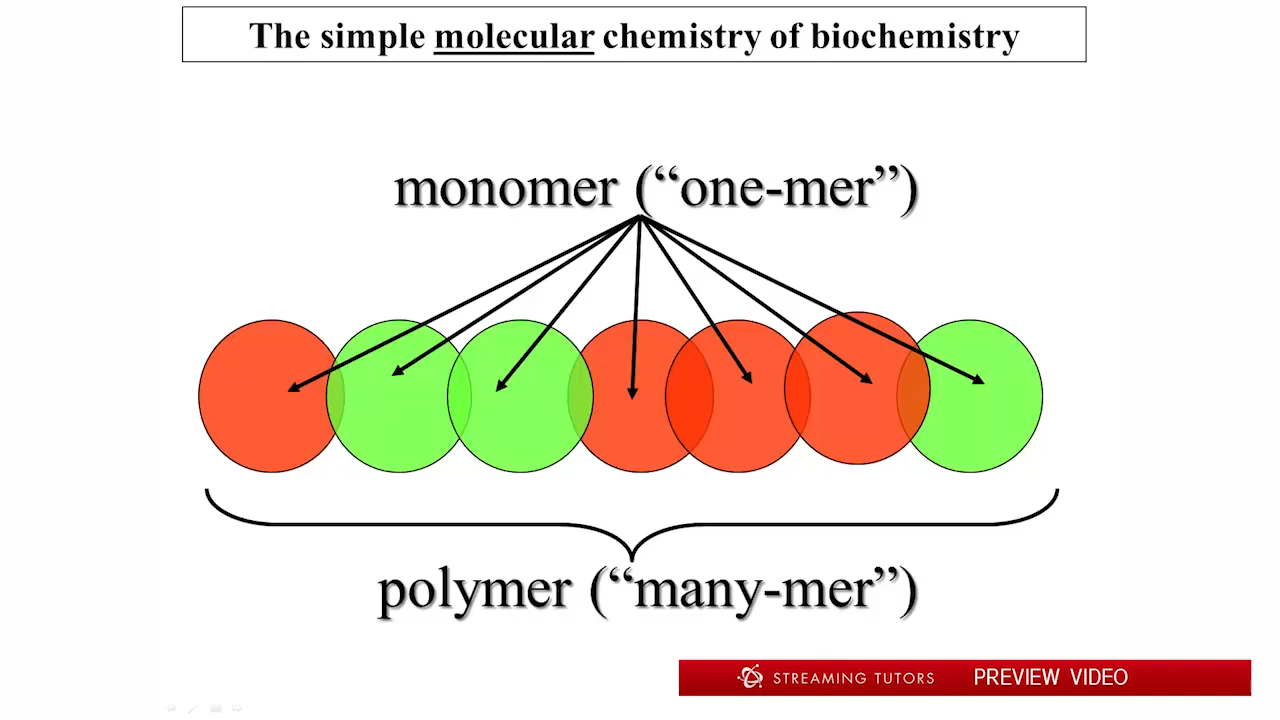 The simple molecular chemistry of biochemistry
monomer (“one-mer”)
polymer (“many-mer”)
STREAMING TUTORS PREVIEW VIDEO